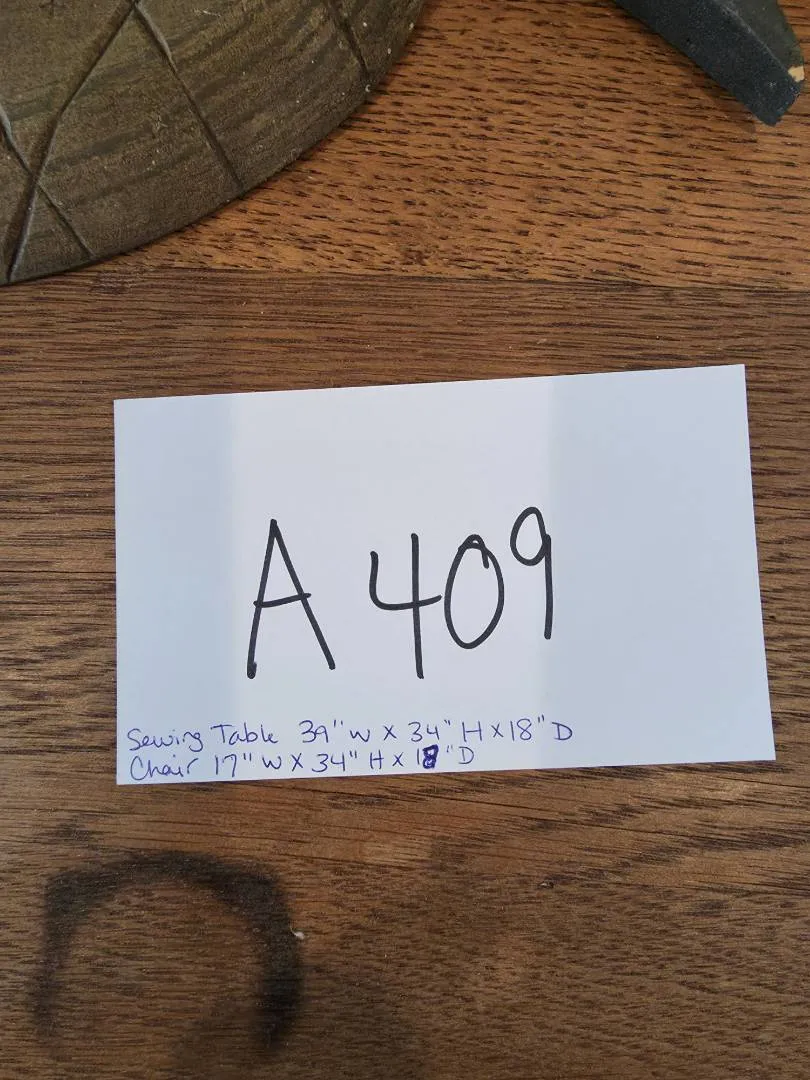 A 409
Sewing Table 39" W X 34" H X 18" D
Chair 17" W X 34" H X 18" D